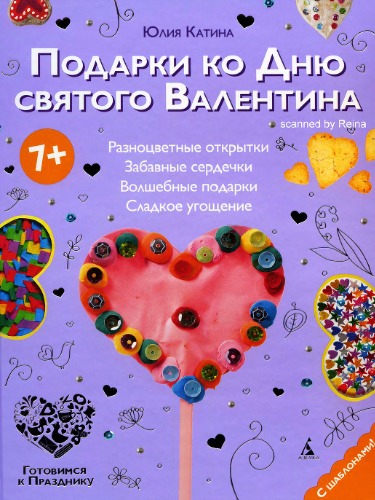 Юлия Катина
Подарки ко Дню
святого Валентина
scanned by Reina
7+
Разноцветные открытки
Забавные сердечки
Волшебные подарки
Сладкое угощение
Готовимся
к Празднику
АЗБУКА
С шаблонами!